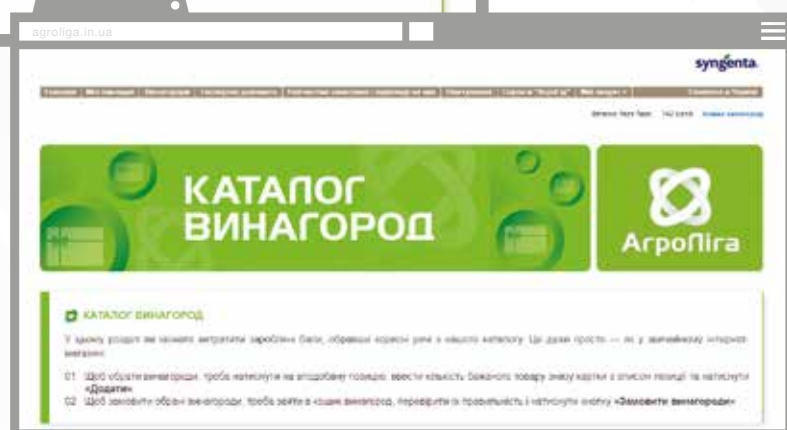 agroliga.in.ua
syngenta.
КАТАЛОГ
ВИНАГОРОД
АгроЛіга
КАТАЛОГ ВИНАГОРОД
У цьому розділі ви можете витратити зароблені бали, обравши корисні речі з нашого каталогу. Це дуже просто — як у звичайному інтернет-
магазині:
01 Щоб обрати винагороди, треба натиснути на вподобану позицію, ввести кількість бажаного товару знизу картки з описом позиції та натиснути
«Додати»
02 Щоб замовити обрані винагороди, треба зайти в кошик винагород, перевірити їх правильність і натиснути кнопку «Замовити винагороди»